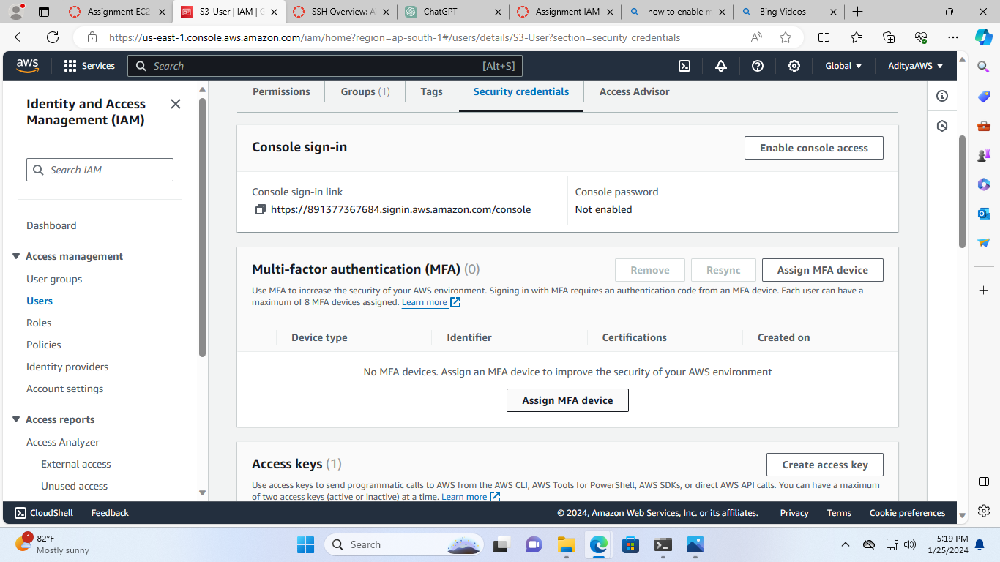 Assignment EC2
S3-User | IAM | G
SSH Overview: A
ChatGPT
Assignment IAM
how to enable m
Bing Videos
https://us-east-1.console.aws.amazon.com/iam/home?region=ap-south-1#/users/details/S3-User?section=security_credentials
aws
Services
Search
[Alt+S]
Global
AdityaAWS
Identity and Access
Management (IAM)
Search IAM
Dashboard
Access management
User groups
Users
Roles
Policies
Identity providers
Account settings
Access reports
Access Analyzer
External access
Unused access
Permissions
Groups (1)
Tags
Security credentials
Access Advisor
Console sign-in
Enable console access
Console sign-in link
https://891377367684.signin.aws.amazon.com/console
Console password
Not enabled
Multi-factor authentication (MFA) (0)
Remove
Resync
Assign MFA device
Use MFA to increase the security of your AWS environment. Signing in with MFA requires an authentication code from an MFA device. Each user can have a
maximum of 8 MFA devices assigned. Learn more
Device type
Identifier
Certifications
Created on
No MFA devices. Assign an MFA device to improve the security of your AWS environment
Assign MFA device
Access keys (1)
Create access key
Use access keys to send programmatic calls to AWS from the AWS CLI, AWS Tools for PowerShell, AWS SDKs, or direct AWS API calls. You can have a maximum
of two access keys (active or inactive) at a time. Learn more
CloudShell
Feedback
© 2024, Amazon Web Services, Inc. or its affiliates.
Privacy
Terms
Cookie preferences
1
82°F
Mostly sunny
Search
5:19 PM
1/25/2024